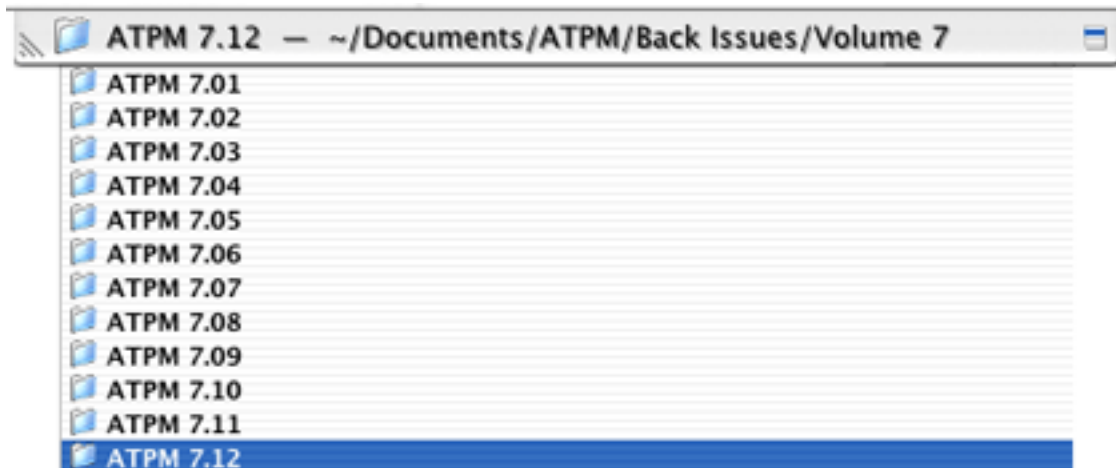 ATPM 7.12 — ~/Documents/ATPM/Back Issues/Volume 7
ATPM 7.01
ATPM 7.02
ATPM 7.03
ATPM 7.04
ATPM 7.05
ATPM 7.06
ATPM 7.07
ATPM 7.08
ATPM 7.09
ATPM 7.10
ATPM 7.11
ATPM 7.12